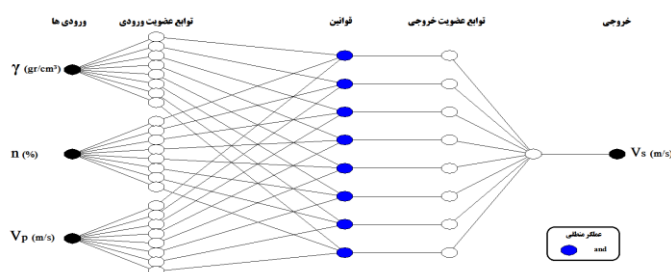 ورودی ها
توابع عضویت ورودی
قوانین
توابع عضویت خروجی
خروجی
γ (gr/cm³)
n (%)
Vp (m/s)
Vs (m/s)
عملگر منطقی
and